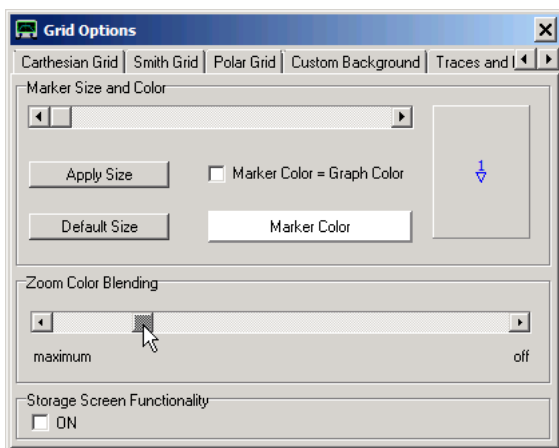 Grid Options
Carthesian Grid Smith Grid Polar Grid Custom Background Traces and
Marker Size and Color
Apply Size
Marker Color = Graph Color
1
Default Size
Marker Color
Zoom Color Blending
maximum
off
Storage Screen Functionality
ON